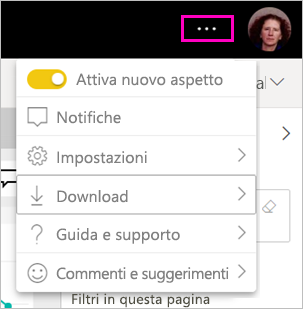 Attiva nuovo aspetto
Notifiche
Impostazioni
Download
Guida e supporto
Commenti e suggerimenti
Filtri in questa pagina